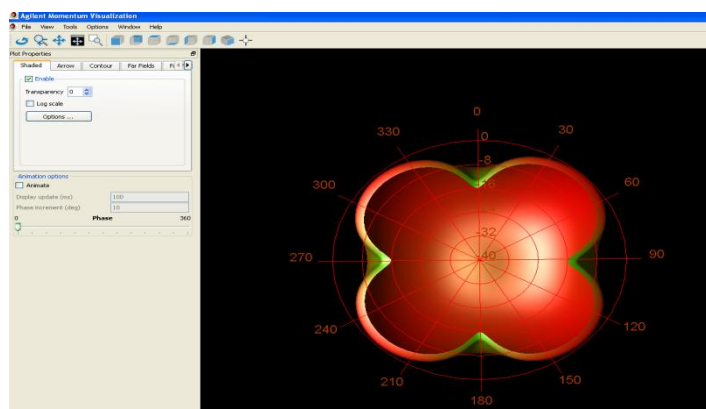 Agilent Momentum Visualization
File View Tools Options Window Help
Plot Properties
Shaded Arrow Contour Far Fields
Enable
Transparency 0
Log scale
Options ...
Animation options
Animate
Display update (ms) 100
Phase increment (deg) 10
0 Phase 360
0
330 30
300 60
270 90
240 120
210 150
180
0
-8
-16
-32
-40